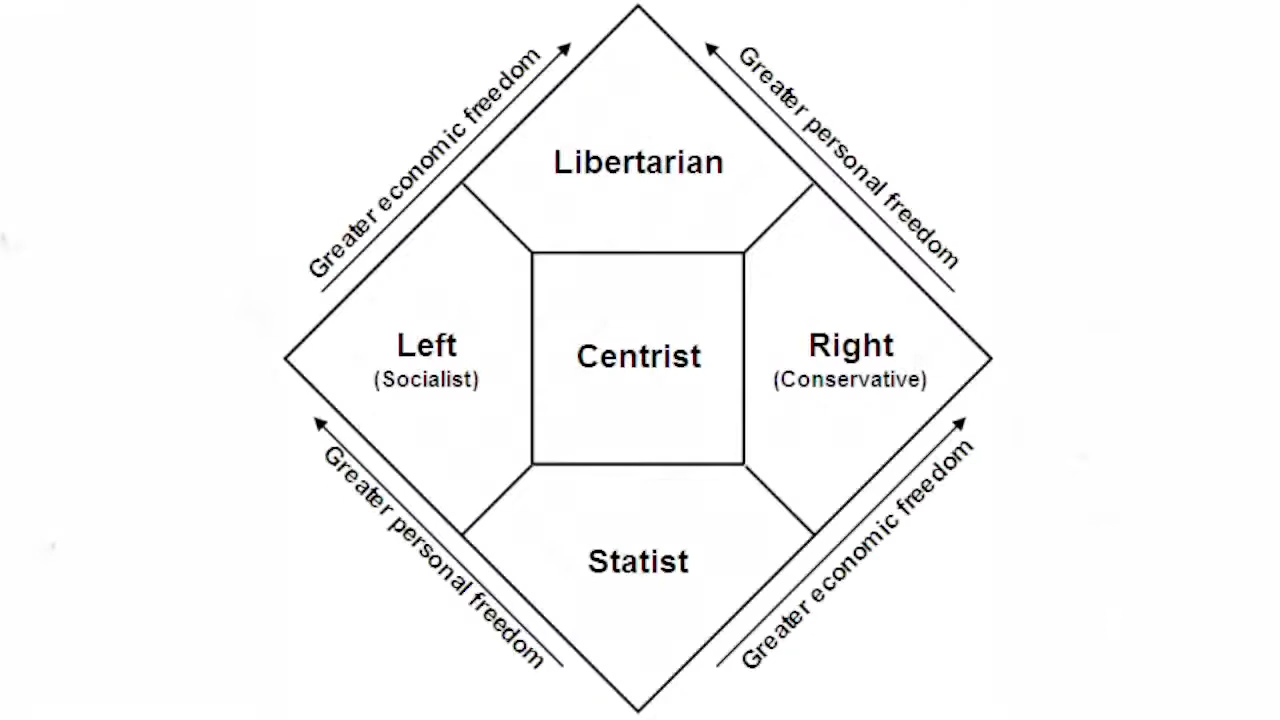 Greater economic freedom
Greater personal freedom
Libertarian
Left
(Socialist)
Centrist
Right
(Conservative)
Statist
Greater personal freedom
Greater economic freedom